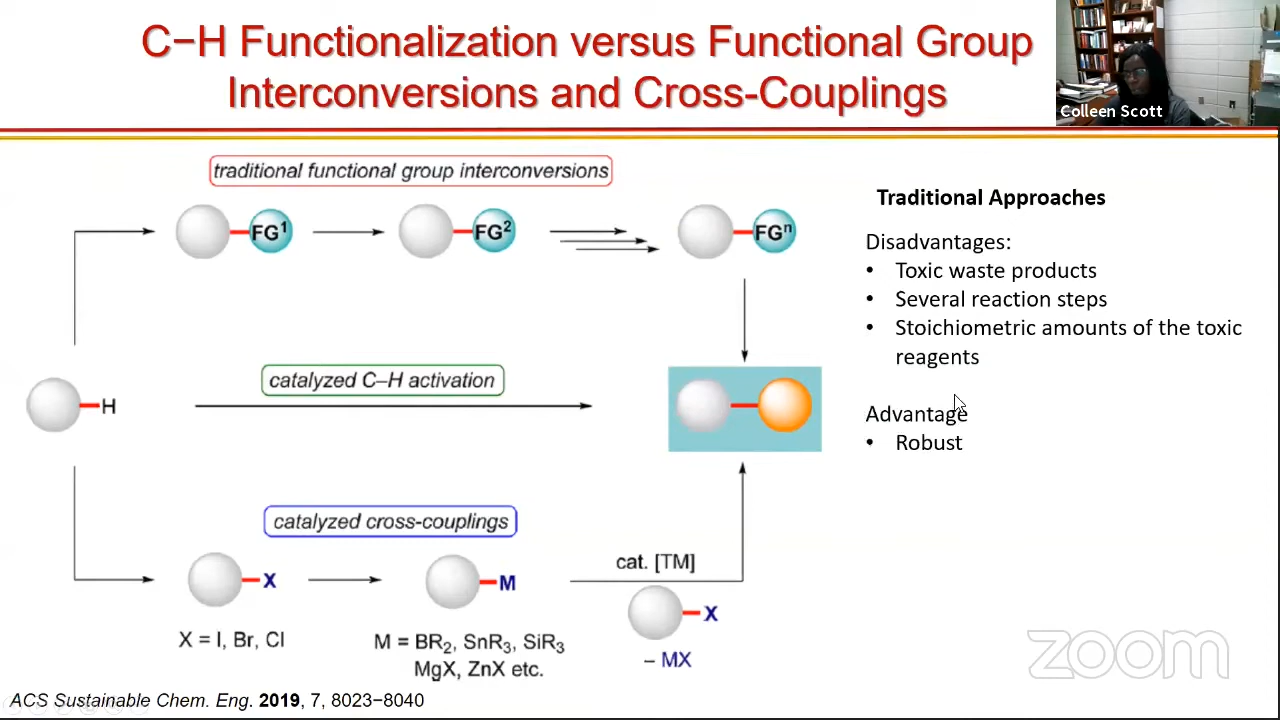 C−H Functionalization versus Functional Group
Interconversions and Cross-Couplings
Colleen Scott
traditional functional group interconversions
FG¹
FG²
FGⁿ
Traditional Approaches
Disadvantages:
• Toxic waste products
• Several reaction steps
• Stoichiometric amounts of the toxic
reagents
catalyzed C–H activation
H
Advantage
• Robust
catalyzed cross-couplings
cat. [TM]
X
M
X
X = I, Br, Cl
M = BR₂, SnR₃, SiR₃
MgX, ZnX etc.
– MX
zoom
ACS Sustainable Chem. Eng. 2019, 7, 8023−8040